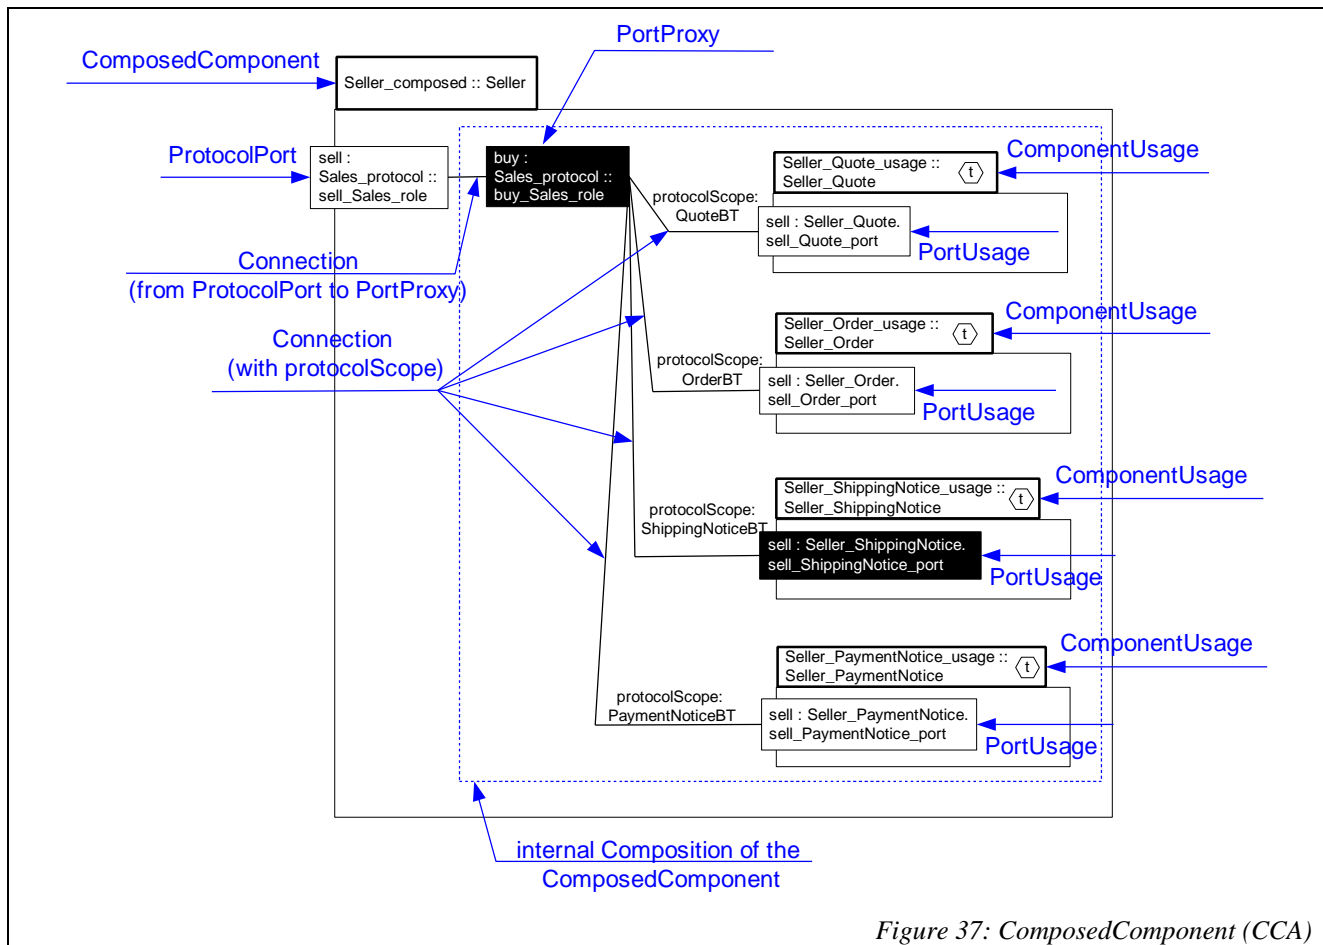 PortProxy
ComposedComponent
Seller_composed :: Seller
ProtocolPort
sell :
Sales_protocol ::
sell_Sales_role
buy :
Sales_protocol ::
buy_Sales_role
Seller_Quote_usage ::
Seller_Quote
t
ComponentUsage
protocolScope:
QuoteBT
sell : Seller_Quote.
sell_Quote_port
PortUsage
Connection
(from ProtocolPort to PortProxy)
Seller_Order_usage ::
Seller_Order
t
ComponentUsage
Connection
(with protocolScope)
protocolScope:
OrderBT
sell : Seller_Order.
sell_Order_port
PortUsage
Seller_ShippingNotice_usage ::
Seller_ShippingNotice
t
ComponentUsage
protocolScope:
ShippingNoticeBT
sell : Seller_ShippingNotice.
sell_ShippingNotice_port
PortUsage
Seller_PaymentNotice_usage ::
Seller_PaymentNotice
t
ComponentUsage
protocolScope:
PaymentNoticeBT
sell : Seller_PaymentNotice.
sell_PaymentNotice_port
PortUsage
internal Composition of the
ComposedComponent
Figure 37: ComposedComponent (CCA)